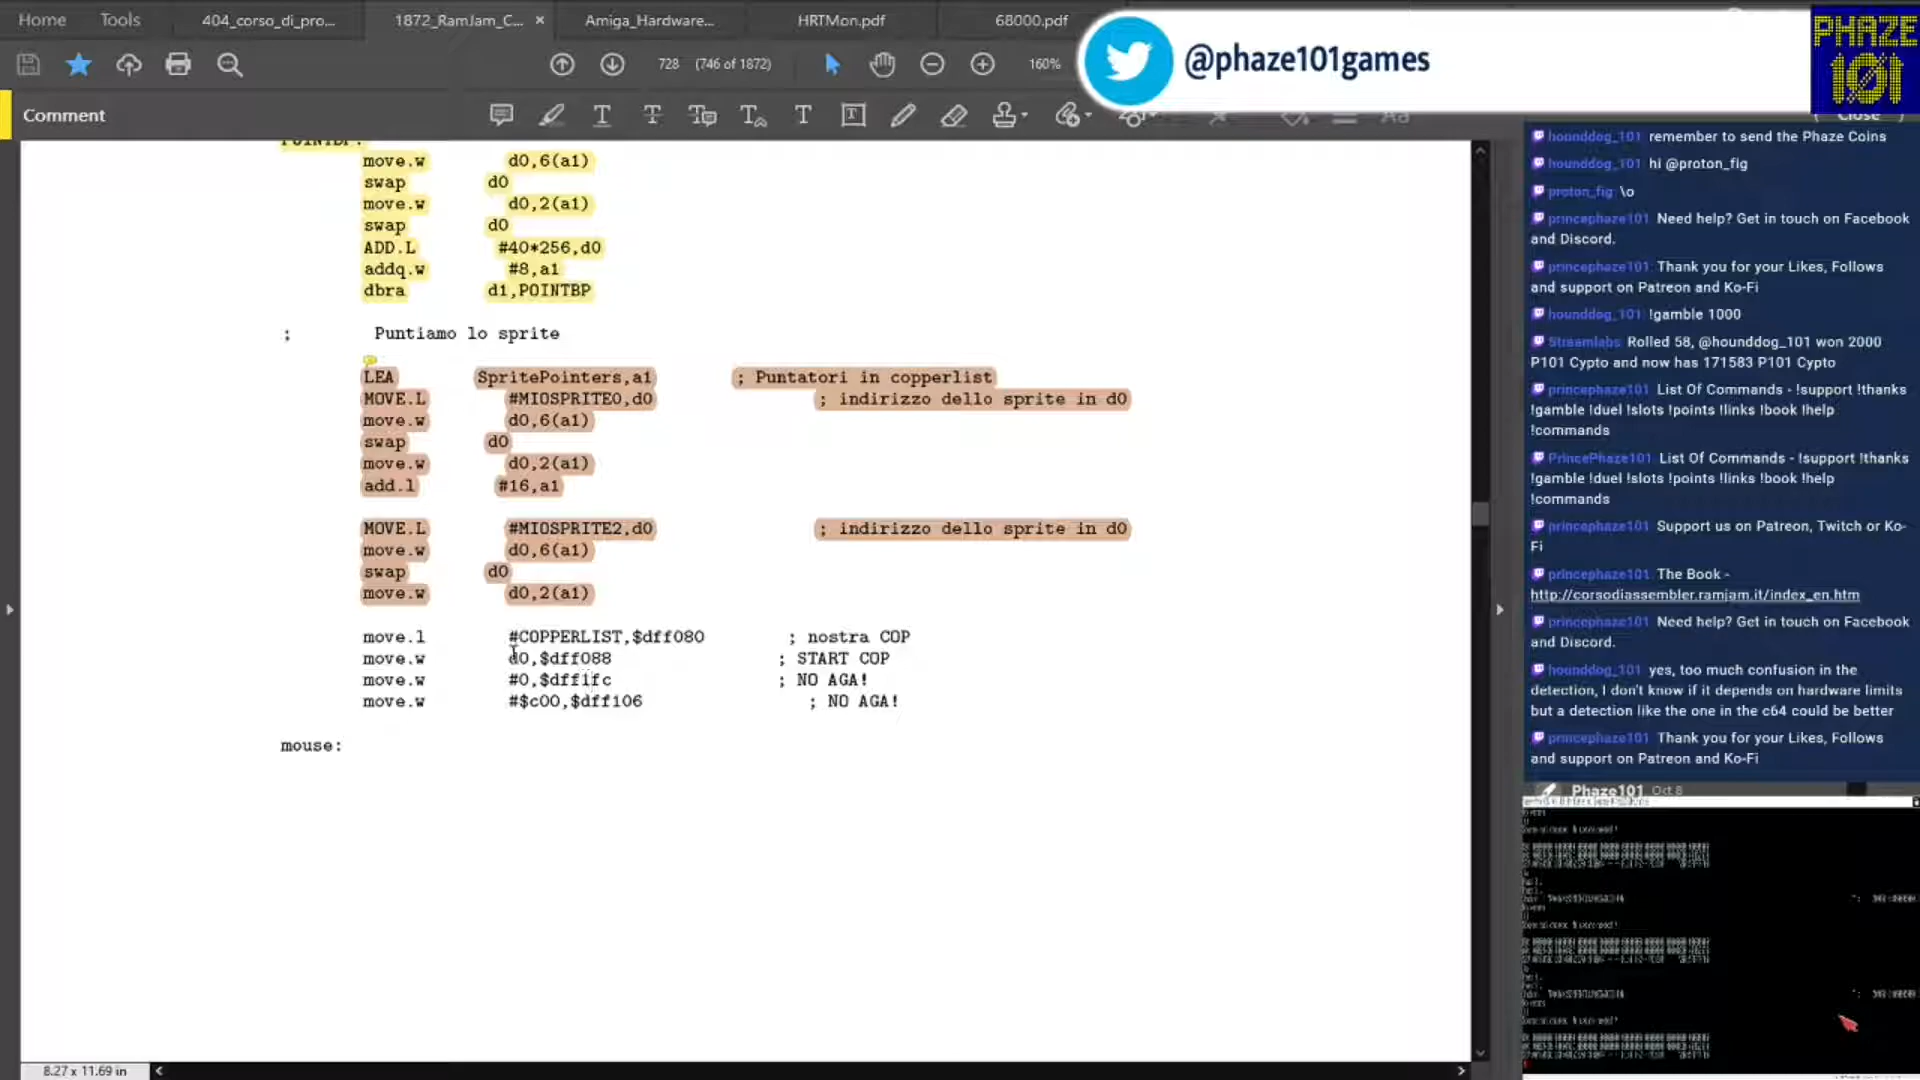 Home Tools 404_corso_di_pro... 1872_RamJam_C... × Amiga_Hardware... HRTMon.pdf 68000.pdf
728 (746 of 1872) 160%
@phaze101games
PHAZE
101
Comment
Close
POINTBP:
move.w d0,6(a1)
swap d0
move.w d0,2(a1)
swap d0
ADD.L #40*256,d0
addq.w #8,a1
dbra d1,POINTBP
; Puntiamo lo sprite
LEA SpritePointers,a1 ; Puntatori in copperlist
MOVE.L #MIOSPRITE0,d0 ; indirizzo dello sprite in d0
move.w d0,6(a1)
swap d0
move.w d0,2(a1)
add.l #16,a1
MOVE.L #MIOSPRITE2,d0 ; indirizzo dello sprite in d0
move.w d0,6(a1)
swap d0
move.w d0,2(a1)
move.l #COPPERLIST,$dff080 ; nostra COP
move.w d0,$dff088 ; START COP
move.w #0,$dff1fc ; NO AGA!
move.w #$c00,$dff106 ; NO AGA!
mouse:
8.27 x 11.69 in
hounddog_101 remember to send the Phaze Coins
hounddog_101 hi @proton_fig
proton_fig \o
princephaze101 Need help? Get in touch on Facebook
and Discord.
princephaze101 Thank you for your Likes, Follows
and support on Patreon and Ko-Fi
hounddog_101 !gamble 1000
Streamlabs Rolled 58, @hounddog_101 won 2000
P101 Cypto and now has 171583 P101 Cypto
princephaze101 List Of Commands - !support !thanks
!gamble !duel !slots !points !links !book !help
!commands
PrincePhaze101 List Of Commands - !support !thanks
!gamble !duel !slots !points !links !book !help
!commands
princephaze101 Support us on Patreon, Twitch or Ko-
Fi
princephaze101 The Book -
http://corsodiassembler.ramjam.it/index_en.htm
princephaze101 Need help? Get in touch on Facebook
and Discord.
hounddog_101 yes, too much confusion in the
detection, I don't know if it depends on hardware limits
but a detection like the one in the c64 could be better
princephaze101 Thank you for your Likes, Follows
and support on Patreon and Ko-Fi
Phaze101 Oct 8